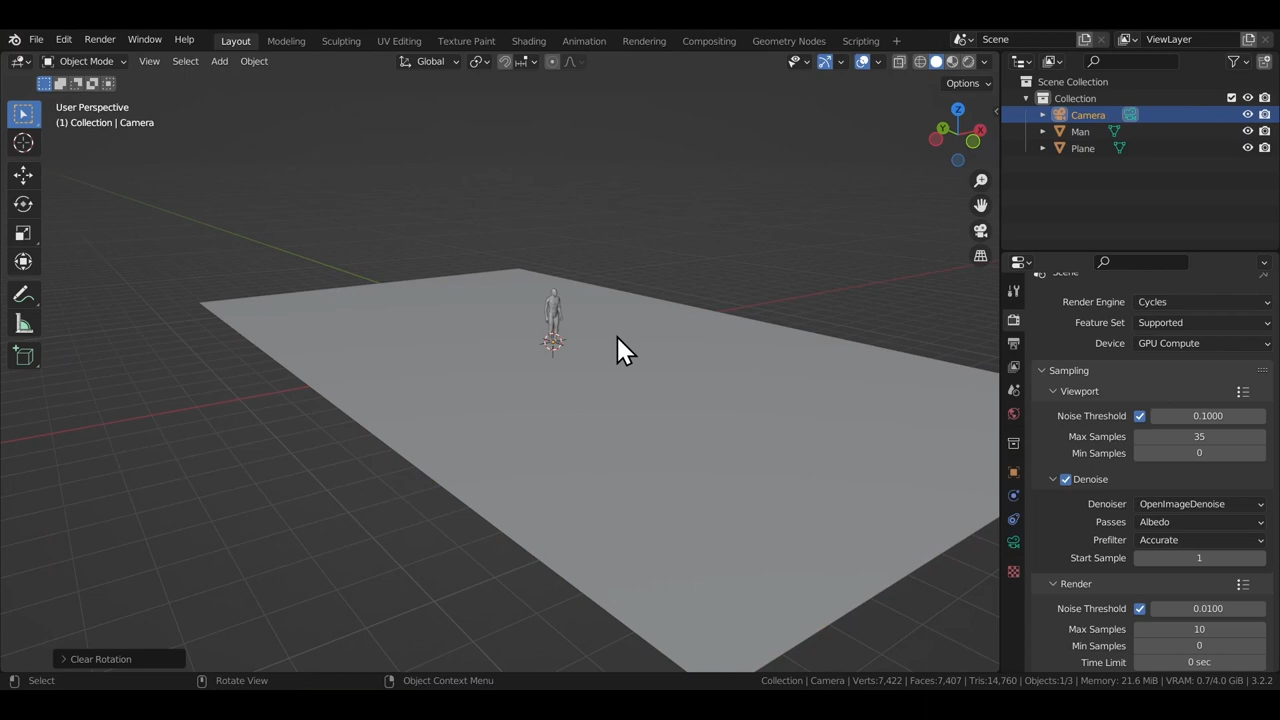 File Edit Render Window Help Layout Modeling Sculpting UV Editing Texture Paint Shading Animation Rendering Compositing Geometry Nodes Scripting + Scene ViewLayer
Object Mode View Select Add Object Global
Options
User Perspective
(1) Collection | Camera
Z
Y
X
Scene Collection
Collection
Camera
Man
Plane
Scene
Render Engine Cycles
Feature Set Supported
Device GPU Compute
Sampling
Viewport
Noise Threshold 0.1000
Max Samples 35
Min Samples 0
Denoise
Denoiser OpenImageDenoise
Passes Albedo
Prefilter Accurate
Start Sample 1
Render
Noise Threshold 0.0100
Max Samples 10
Min Samples 0
Time Limit 0 sec
Clear Rotation
Select Rotate View Object Context Menu Collection | Camera | Verts:7,422 | Faces:7,407 | Tris:14,760 | Objects:1/3 | Memory: 21.6 MiB | VRAM: 0.7/4.0 GiB | 3.2.2